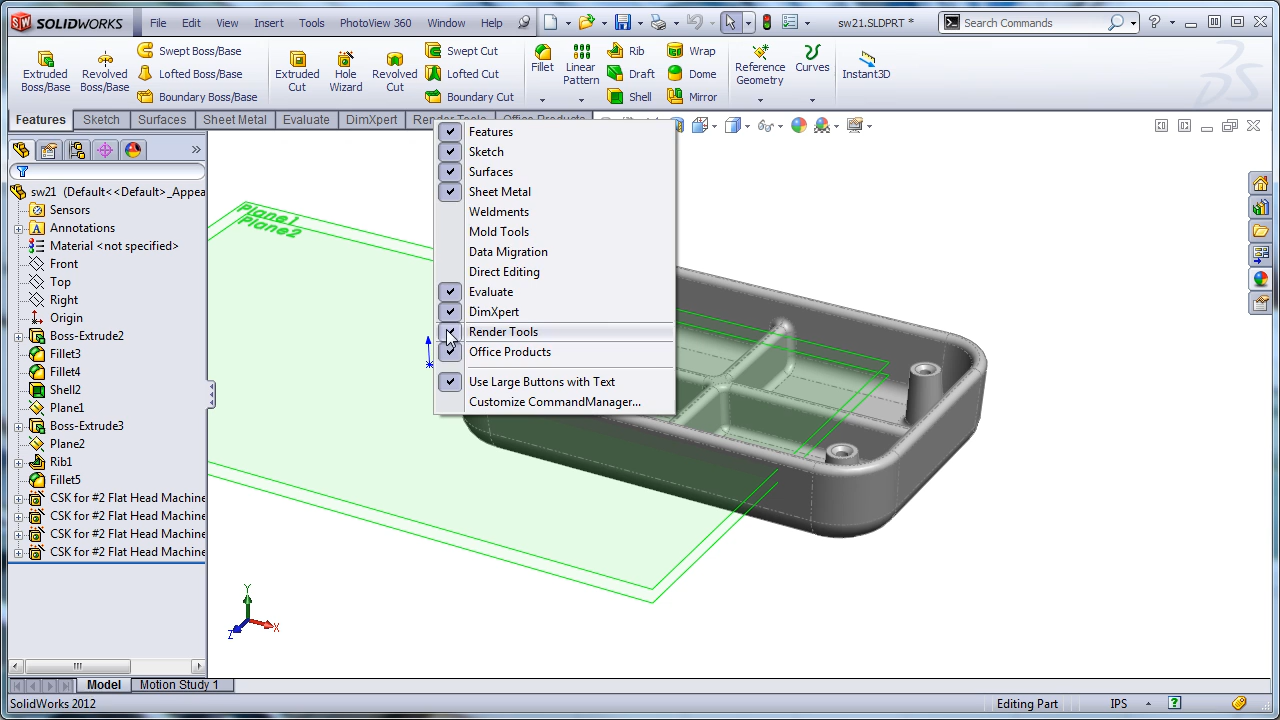 SOLIDWORKS File Edit View Insert Tools PhotoView 360 Window Help sw21.SLDPRT * Search Commands
Extruded Boss/Base
Revolved Boss/Base
Swept Boss/Base
Lofted Boss/Base
Boundary Boss/Base
Extruded Cut
Hole Wizard
Revolved Cut
Swept Cut
Lofted Cut
Boundary Cut
Fillet
Linear Pattern
Rib
Draft
Shell
Wrap
Dome
Mirror
Reference Geometry
Curves
Instant3D
Features Sketch Surfaces Sheet Metal Evaluate DimXpert Render Tools Office Products
Features
Sketch
Surfaces
Sheet Metal
Weldments
Mold Tools
Data Migration
Direct Editing
Evaluate
DimXpert
Render Tools
Office Products
Use Large Buttons with Text
Customize CommandManager...
sw21 (Default<<Default>_Appea
Sensors
Annotations
Material <not specified>
Front
Top
Right
Origin
Boss-Extrude2
Fillet3
Fillet4
Shell2
Plane1
Boss-Extrude3
Plane2
Rib1
Fillet5
CSK for #2 Flat Head Machine
CSK for #2 Flat Head Machine
CSK for #2 Flat Head Machine
CSK for #2 Flat Head Machine
Plane1
Plane2
Y
Z X
Model Motion Study 1
SolidWorks 2012 Editing Part IPS